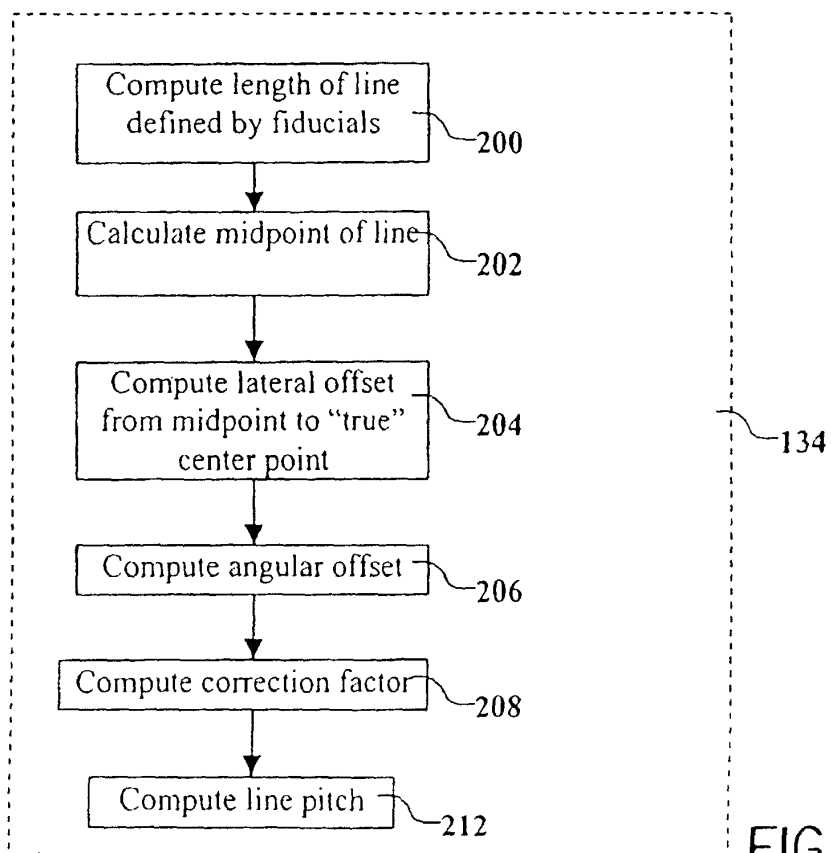 Compute length of line
defined by fiducials
200
Calculate midpoint of line
202
Compute lateral offset
from midpoint to “true”
center point
204
134
Compute angular offset
206
Compute correction factor
208
Compute line pitch
212
FIG